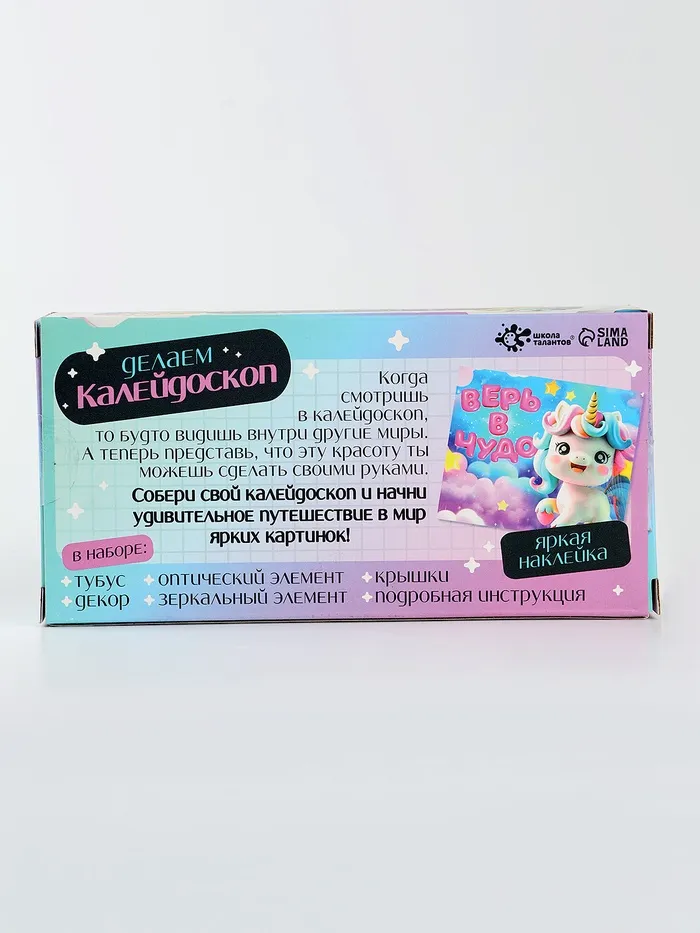 делаем
калейдоскоп
школа
талантов®
SIMA
LAND
Когда
смотришь
в калейдоскоп,
то будто видишь внутри другие миры.
А теперь представь, что эту красоту ты
можешь сделать своими руками.
Собери свой калейдоскоп и начни
удивительное путешествие в мир
ярких картинок!
ВЕРЬ
В
ЧУДО
яркая
наклейка
в наборе:
тубус оптический элемент крышки
декор зеркальный элемент подробная инструкция